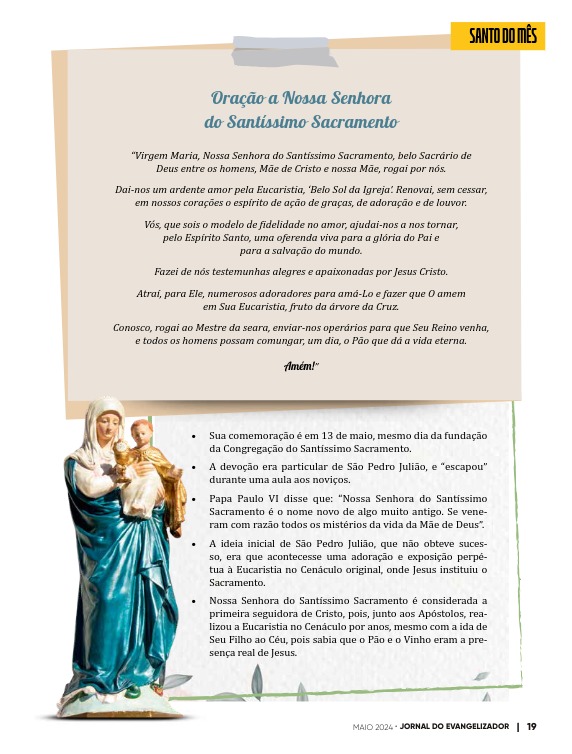 SANTO DO MÊS
Oração a Nossa Senhora
do Santíssimo Sacramento
“Virgem Maria, Nossa Senhora do Santíssimo Sacramento, belo Sacrário de
Deus entre os homens, Mãe de Cristo e nossa Mãe, rogai por nós.
Dai-nos um ardente amor pela Eucaristia, ‘Belo Sol da Igreja’. Renovai, sem cessar,
em nossos corações o espírito de ação de graças, de adoração e de louvor.
Vós, que sois o modelo de fidelidade no amor, ajudai-nos a nos tornar,
pelo Espírito Santo, uma oferenda viva para a glória do Pai e
para a salvação do mundo.
Fazei de nós testemunhas alegres e apaixonadas por Jesus Cristo.
Atraí, para Ele, numerosos adoradores para amá-Lo e fazer que O amem
em Sua Eucaristia, fruto da árvore da Cruz.
Conosco, rogai ao Mestre da seara, enviar-nos operários para que Seu Reino venha,
e todos os homens possam comungar, um dia, o Pão que dá a vida eterna.
Amém!”
• Sua comemoração é em 13 de maio, mesmo dia da fundação
da Congregação do Santíssimo Sacramento.
• A devoção era particular de São Pedro Julião, e “escapou”
durante uma aula aos noviços.
• Papa Paulo VI disse que: “Nossa Senhora do Santíssimo
Sacramento é o nome novo de algo muito antigo. Se vene-
ram com razão todos os mistérios da vida da Mãe de Deus”.
• A ideia inicial de São Pedro Julião, que não obteve suces-
so, era que acontecesse uma adoração e exposição perpé-
tua à Eucaristia no Cenáculo original, onde Jesus instituiu o
Sacramento.
• Nossa Senhora do Santíssimo Sacramento é considerada a
primeira seguidora de Cristo, pois, junto aos Apóstolos, rea-
lizou a Eucaristia no Cenáculo por anos, mesmo com a ida de
Seu Filho ao Céu, pois sabia que o Pão e o Vinho eram a pre-
sença real de Jesus.
MAIO 2024 • JORNAL DO EVANGELIZADOR | 19